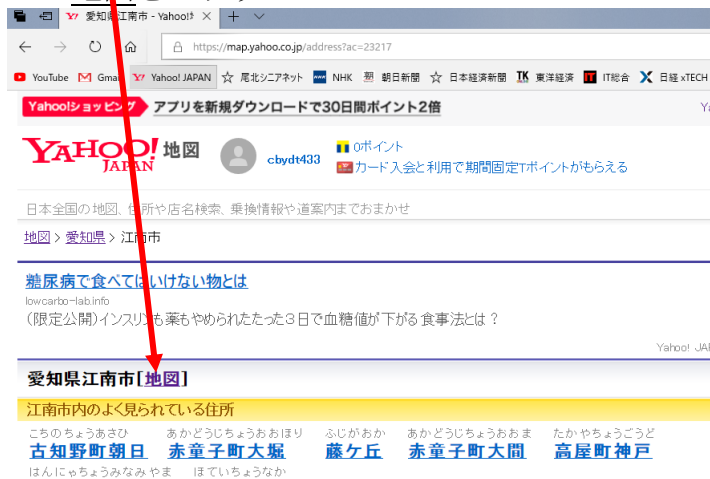 愛知県江南市 - Yahoo!地
https://map.yahoo.co.jp/address?ac=23217
YouTube Gmail Yahoo! JAPAN 尾北シニアネット NHK 朝日新聞 日本経済新聞 東洋経済 IT総合 日経 xTECH
Yahoo!ショッピング アプリを新規ダウンロードで30日間ポイント2倍
YAHOO! JAPAN 地図 cbydt433 0ポイント
カード入会と利用で期間固定Tポイントがもらえる
日本全国の地図、住所や店名検索、乗換情報や道案内までおまかせ
地図 > 愛知県 > 江南市
糖尿病で食べてはいけない物とは
lowcarbo-lab.info
(限定公開)インスリンも薬もやめられたたった3日で血糖値が下がる食事法とは?
Yahoo! JA
愛知県江南市[地図]
江南市内のよく見られている住所
こちのちょうあさひ あかどうじちょうおおほり ふじがおか あかどうじちょうおおま たかやちょうごうど
古知野町朝日 赤童子町大堀 藤ケ丘 赤童子町大間 高屋町神戸
はんにゃちょうみなみやま ほていちょうなか